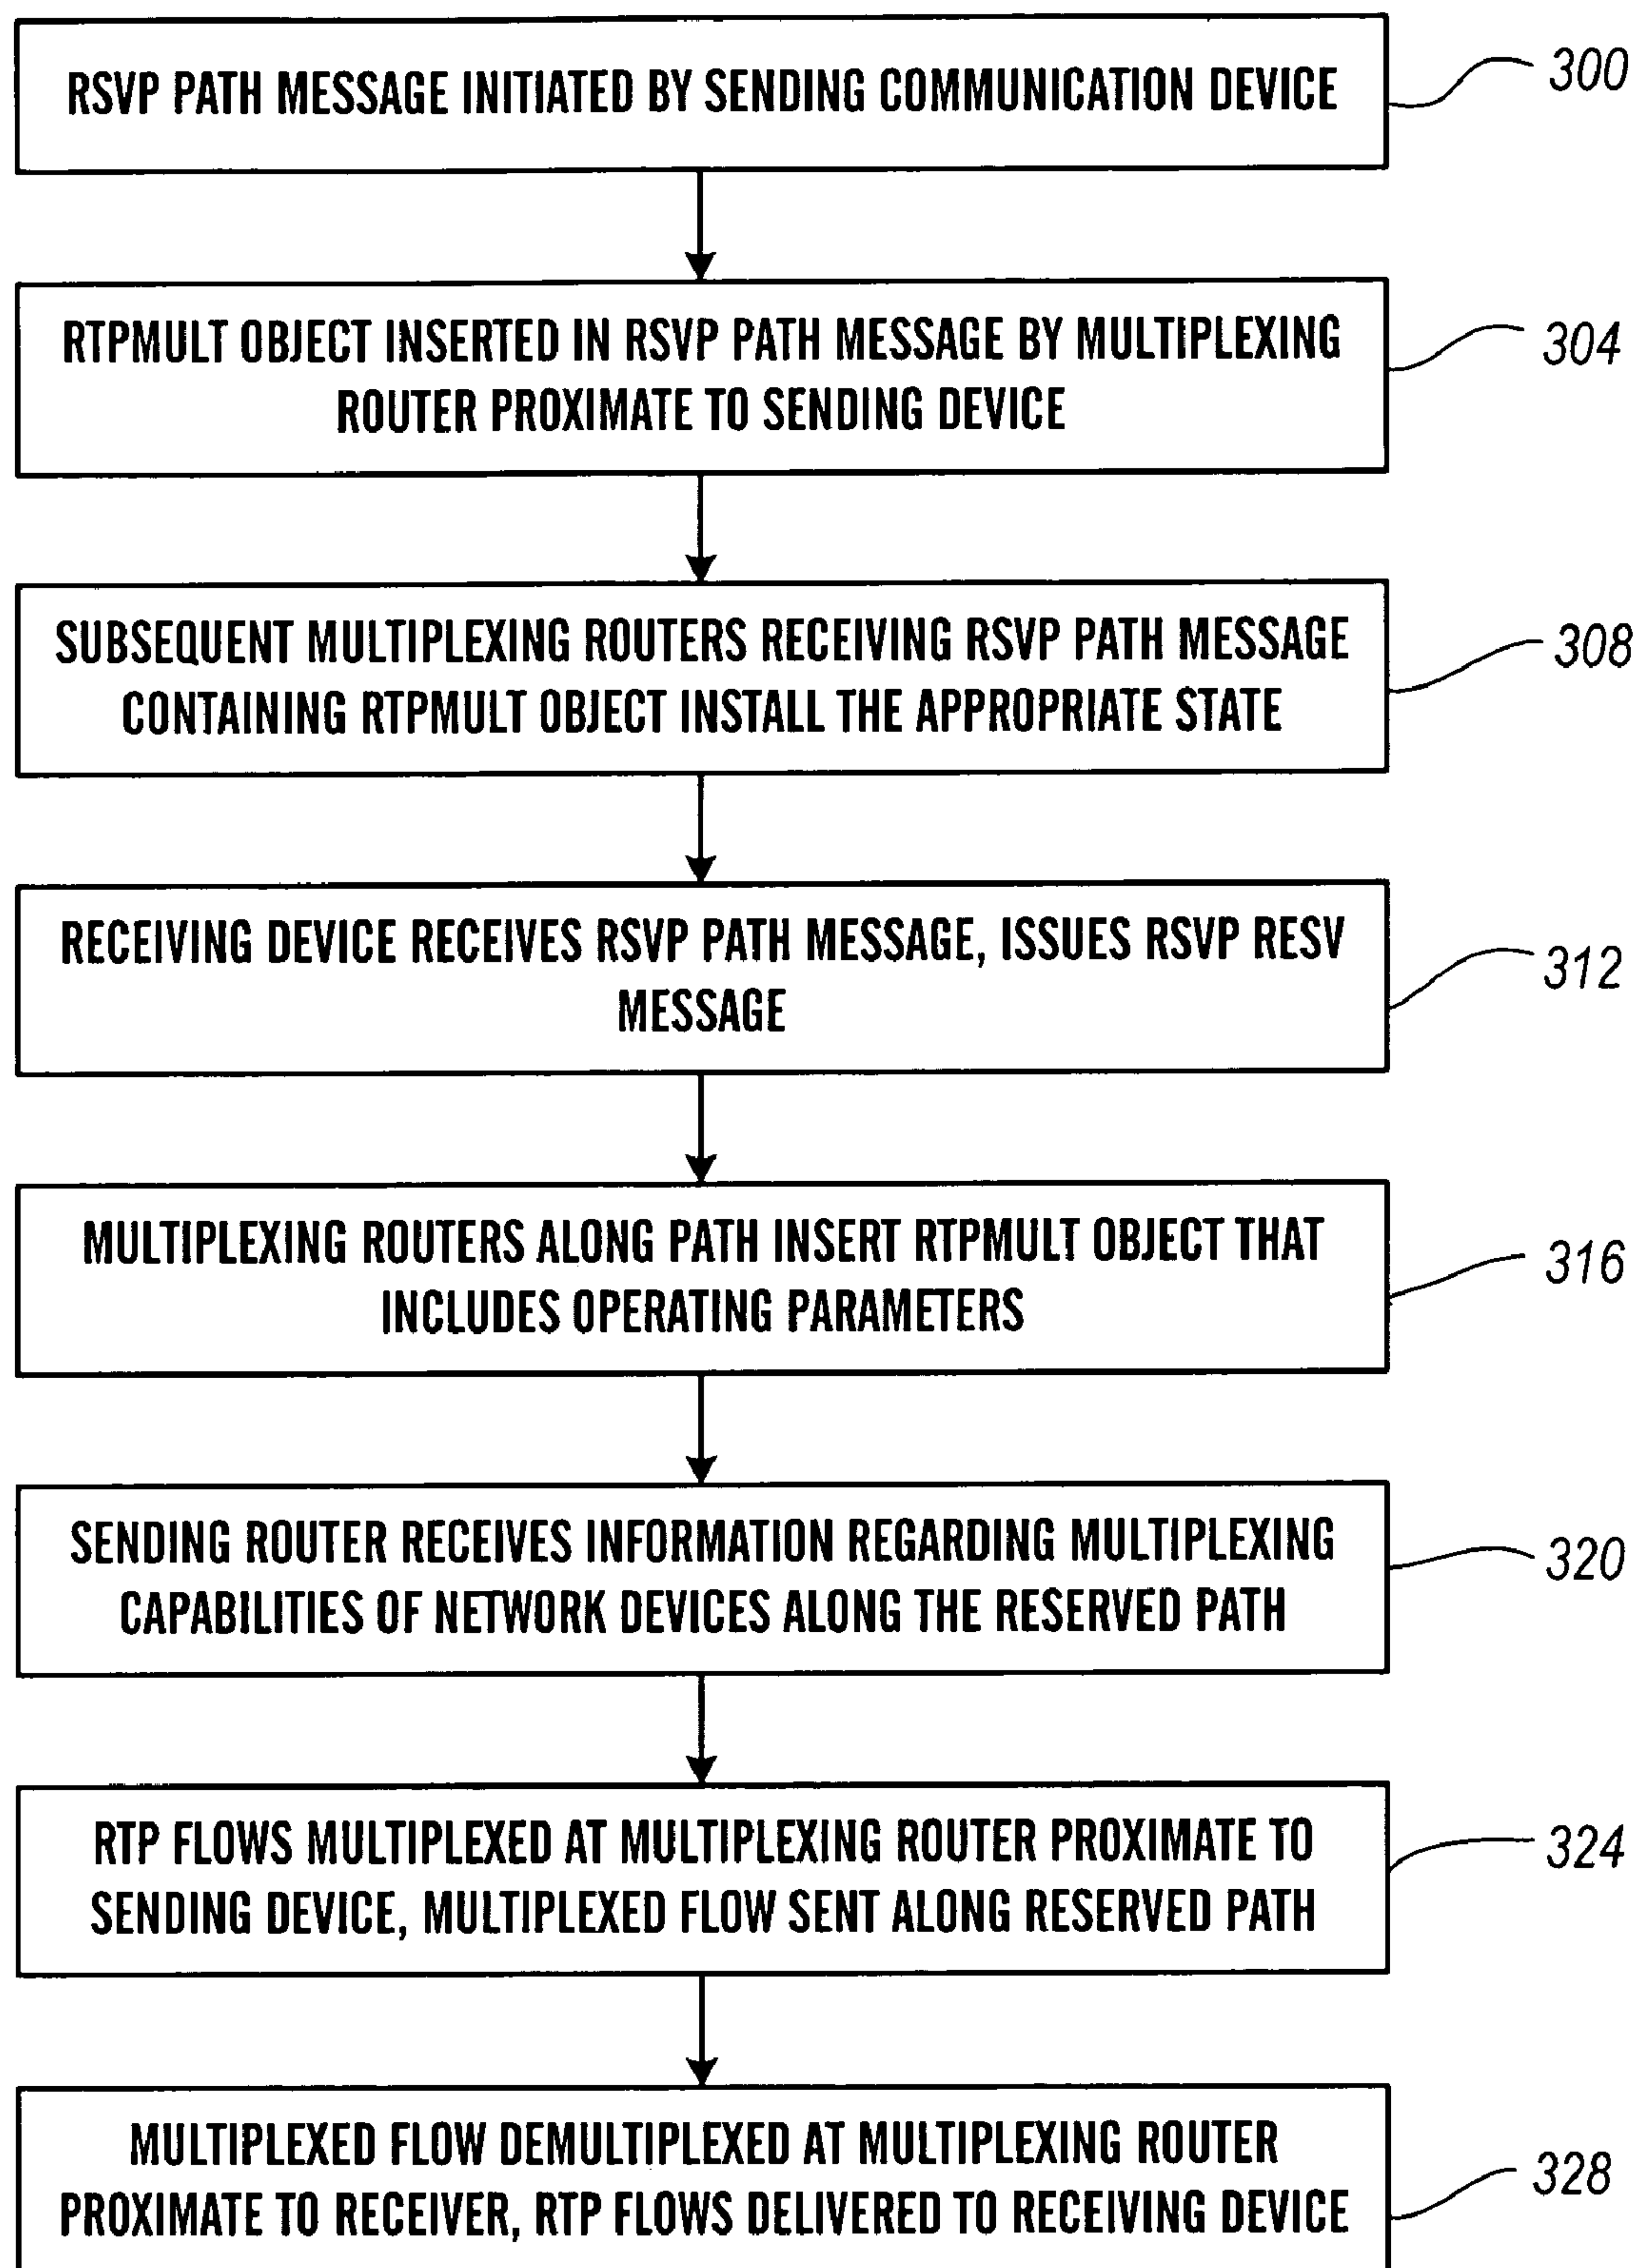 RSVP PATH MESSAGE INITIATED BY SENDING COMMUNICATION DEVICE
300
RTPMULT OBJECT INSERTED IN RSVP PATH MESSAGE BY MULTIPLEXING
ROUTER PROXIMATE TO SENDING DEVICE
304
SUBSEQUENT MULTIPLEXING ROUTERS RECEIVING RSVP PATH MESSAGE
CONTAINING RTPMULT OBJECT INSTALL THE APPROPRIATE STATE
308
RECEIVING DEVICE RECEIVES RSVP PATH MESSAGE, ISSUES RSVP RESV
MESSAGE
312
MULTIPLEXING ROUTERS ALONG PATH INSERT RTPMULT OBJECT THAT
INCLUDES OPERATING PARAMETERS
316
SENDING ROUTER RECEIVES INFORMATION REGARDING MULTIPLEXING
CAPABILITIES OF NETWORK DEVICES ALONG THE RESERVED PATH
320
RTP FLOWS MULTIPLEXED AT MULTIPLEXING ROUTER PROXIMATE TO
SENDING DEVICE, MULTIPLEXED FLOW SENT ALONG RESERVED PATH
324
MULTIPLEXED FLOW DEMULTIPLEXED AT MULTIPLEXING ROUTER
PROXIMATE TO RECEIVER, RTP FLOWS DELIVERED TO RECEIVING DEVICE
328